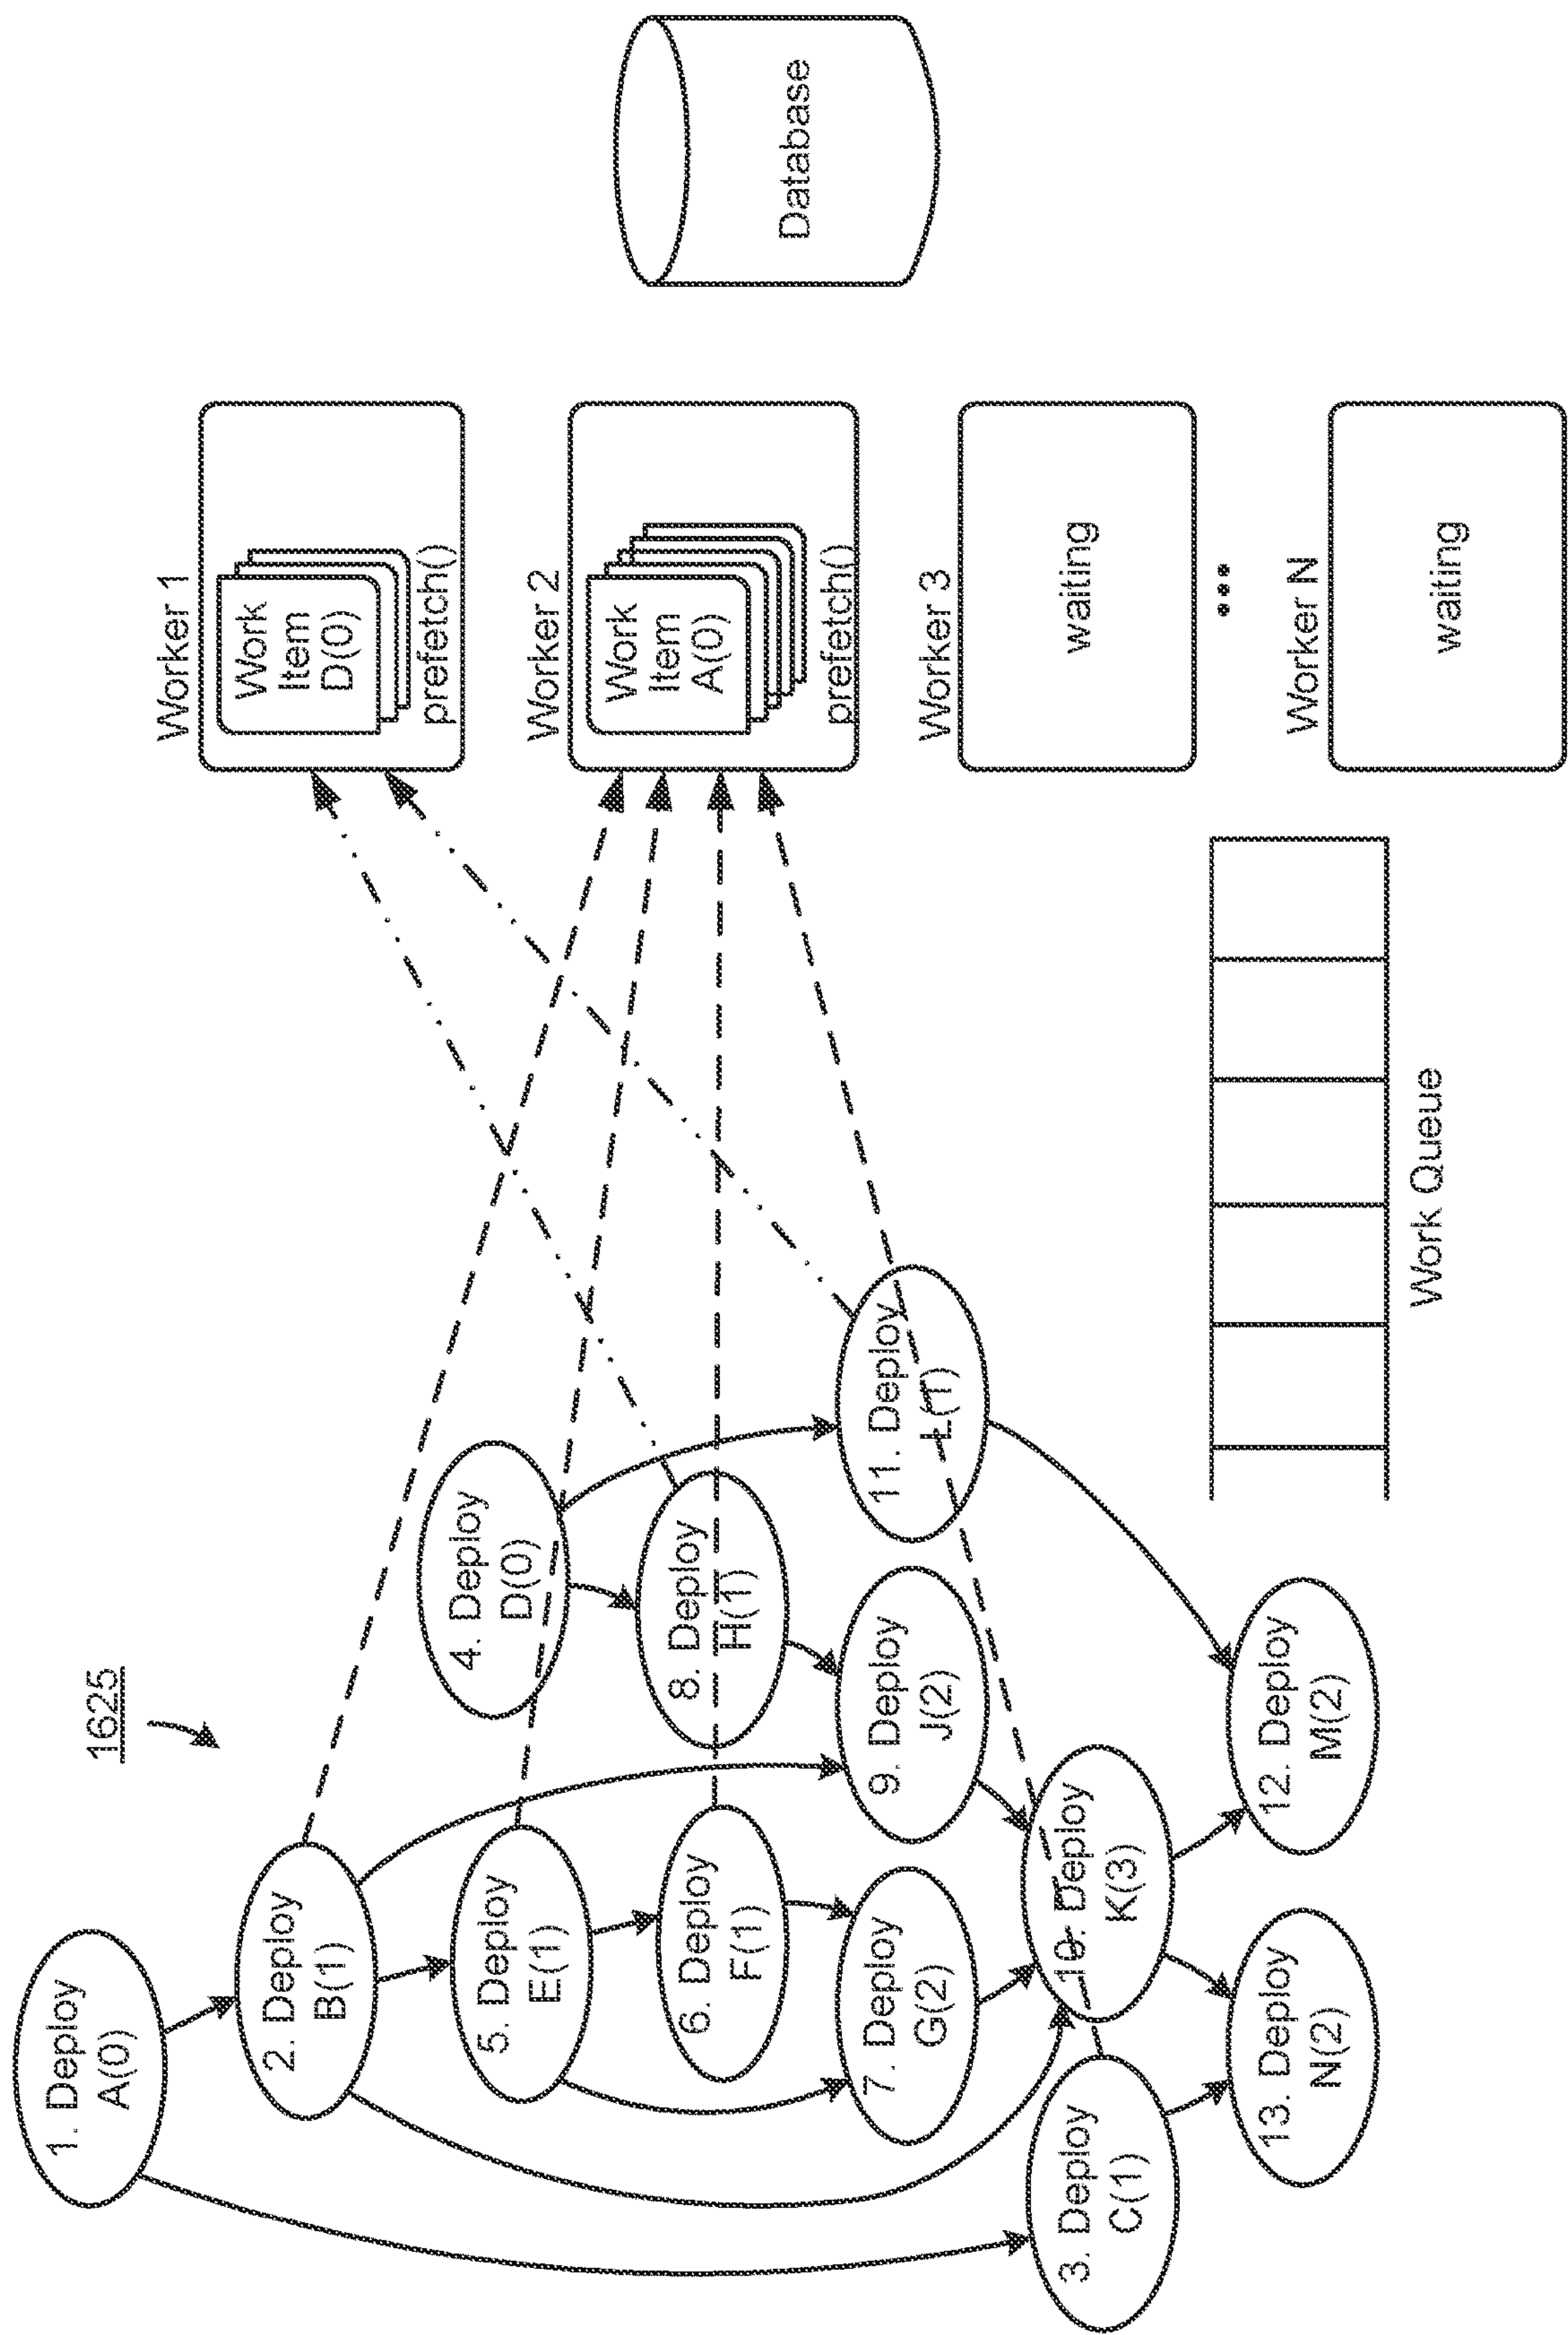 1625
1. Deploy
A(0)
2. Deploy
B(1)
5. Deploy
E(1)
6. Deploy
F(1)
7. Deploy
G(2)
3. Deploy
C(1)
4. Deploy
D(0)
8. Deploy
H(1)
9. Deploy
J(2)
10. Deploy
K(3)
11. Deploy
L(1)
12. Deploy
M(2)
13. Deploy
N(2)
Worker 1
Work
Item
D(0)
prefetch()
Worker 2
Work
Item
A(0)
prefetch()
Worker 3
waiting
•••
Worker N
waiting
Database
Work Queue